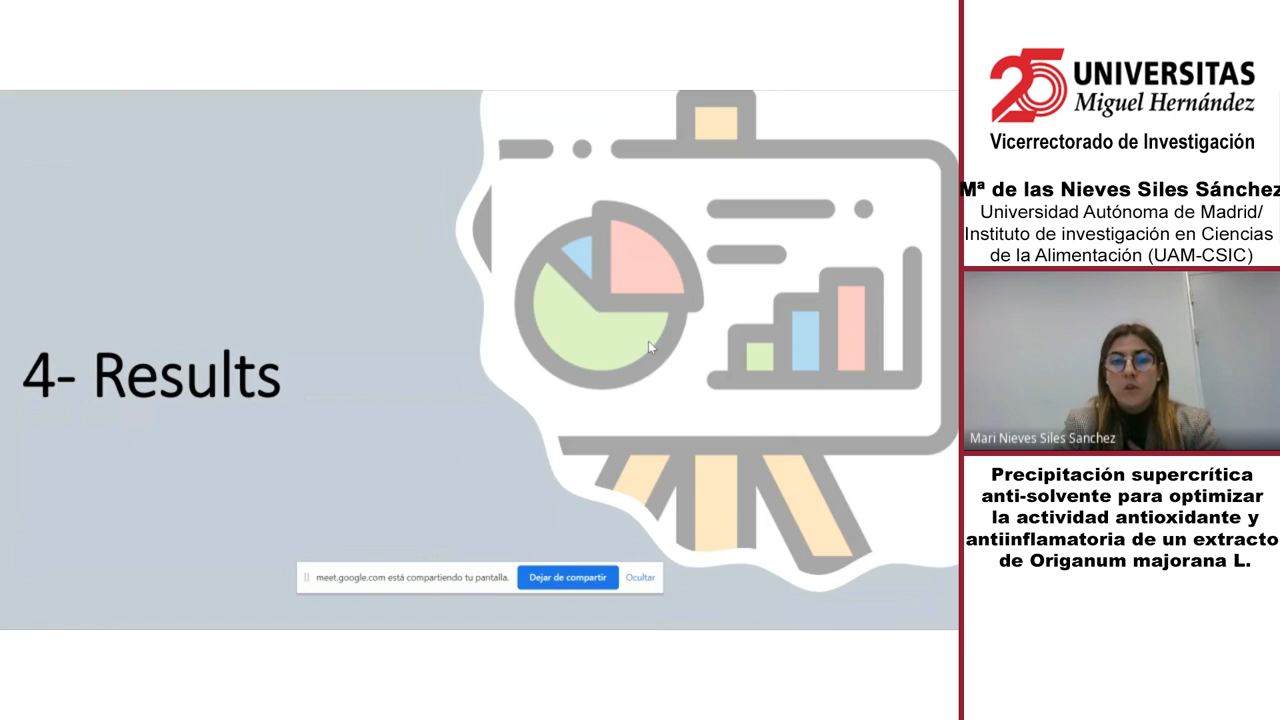 4- Results
meet.google.com está compartiendo tu pantalla. Dejar de compartir Ocultar
25 UNIVERSITAS
Miguel Hernández
Vicerrectorado de Investigación
Mª de las Nieves Siles Sánchez
Universidad Autónoma de Madrid/
Instituto de investigación en Ciencias
de la Alimentación (UAM-CSIC)
Mari Nieves Siles Sanchez
Precipitación supercrítica
anti-solvente para optimizar
la actividad antioxidante y
antiinflamatoria de un extracto
de Origanum majorana L.